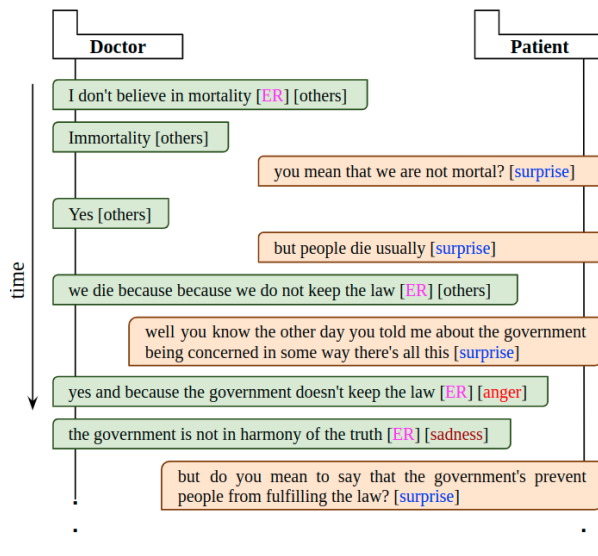 Doctor
Patient
I don't believe in mortality [ER] [others]
Immortality [others]
you mean that we are not mortal? [surprise]
Yes [others]
but people die usually [surprise]
time
we die because because we do not keep the law [ER] [others]
well you know the other day you told me about the government
being concerned in some way there's all this [surprise]
yes and because the government doesn't keep the law [ER] [anger]
the government is not in harmony of the truth [ER] [sadness]
but do you mean to say that the government's prevent
people from fulfilling the law? [surprise]